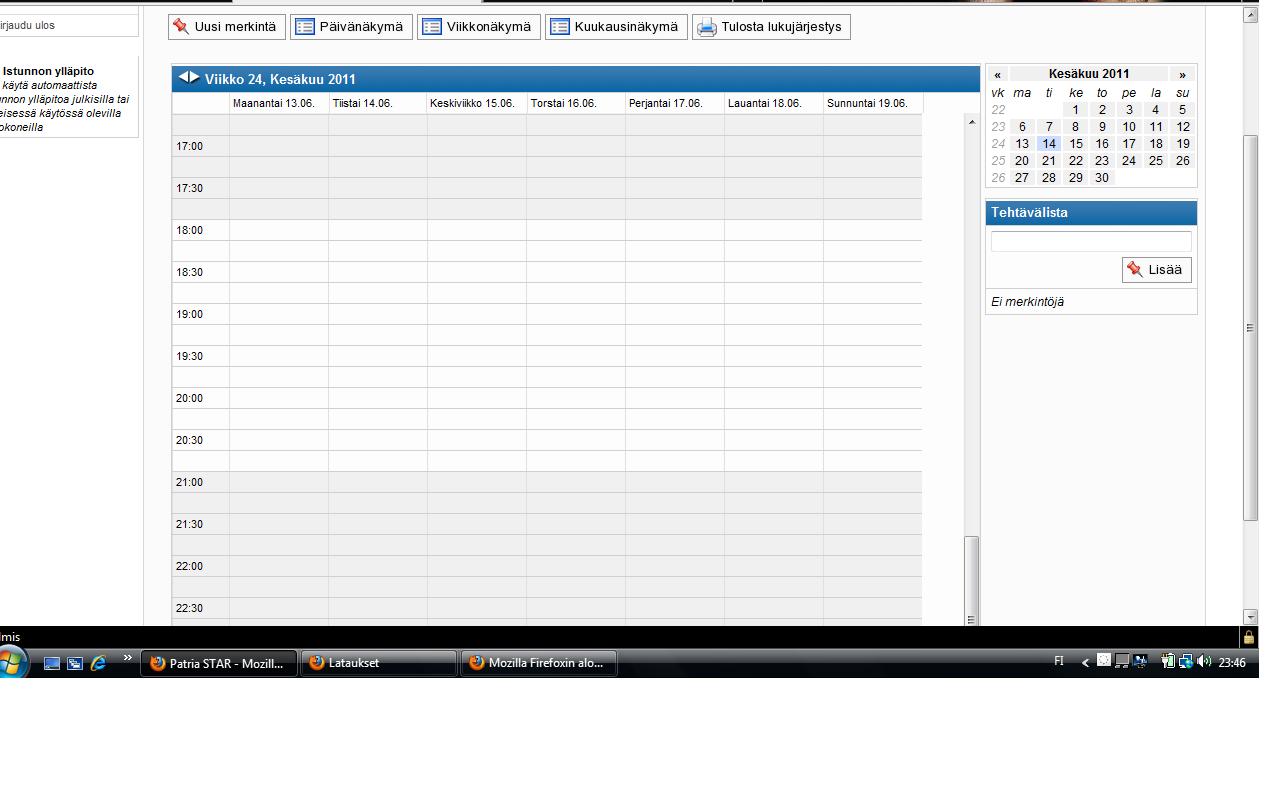 irjaudu ulos
Istunnon ylläpito
käytä automaattista
nnon ylläpitoa julkisilla tai
eisessä käytössä olevilla
okoneilla
Uusi merkintä Päivänäkymä Viikkonäkymä Kuukausinäkymä Tulosta lukujärjestys
Viikko 24, Kesäkuu 2011
Maanantai 13.06. Tiistai 14.06. Keskiviikko 15.06. Torstai 16.06. Perjantai 17.06. Lauantai 18.06. Sunnuntai 19.06.
17:00
17:30
18:00
18:30
19:00
19:30
20:00
20:30
21:00
21:30
22:00
22:30
« Kesäkuu 2011 »
vk ma ti ke to pe la su
22 1 2 3 4 5
23 6 7 8 9 10 11 12
24 13 14 15 16 17 18 19
25 20 21 22 23 24 25 26
26 27 28 29 30
Tehtävälista
Lisää
Ei merkintöjä
lmis
» Patria STAR - Mozill... Lataukset Mozilla Firefoxin alo... FI < 23:46